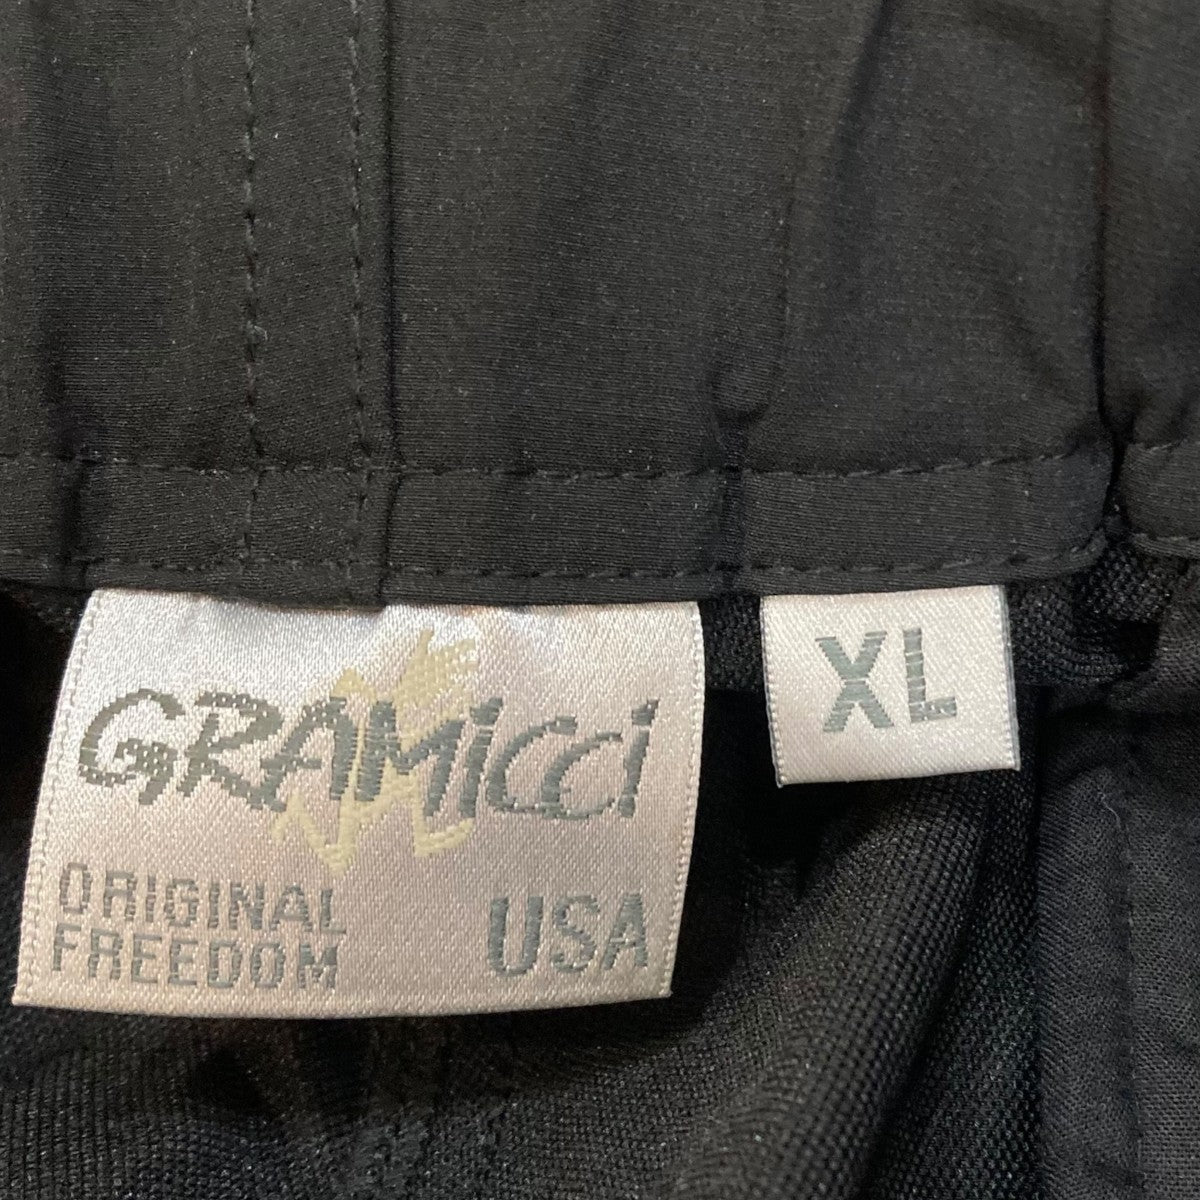 GRAMiCCi
ORIGINAL
FREEDOM
USA
XL